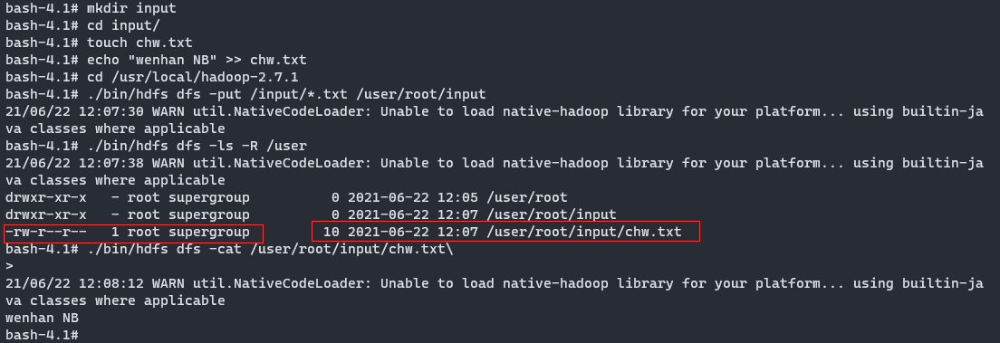 bash-4.1# mkdir input
bash-4.1# cd input/
bash-4.1# touch chw.txt
bash-4.1# echo "wenhan NB" >> chw.txt
bash-4.1# cd /usr/local/hadoop-2.7.1
bash-4.1# ./bin/hdfs dfs -put /input/*.txt /user/root/input
21/06/22 12:07:30 WARN util.NativeCodeLoader: Unable to load native-hadoop library for your platform... using builtin-ja
va classes where applicable
bash-4.1# ./bin/hdfs dfs -ls -R /user
21/06/22 12:07:38 WARN util.NativeCodeLoader: Unable to load native-hadoop library for your platform... using builtin-ja
va classes where applicable
drwxr-xr-x   - root supergroup          0 2021-06-22 12:05 /user/root
drwxr-xr-x   - root supergroup          0 2021-06-22 12:07 /user/root/input
-rw-r--r--   1 root supergroup         10 2021-06-22 12:07 /user/root/input/chw.txt
bash-4.1# ./bin/hdfs dfs -cat /user/root/input/chw.txt\
>
21/06/22 12:08:12 WARN util.NativeCodeLoader: Unable to load native-hadoop library for your platform... using builtin-ja
va classes where applicable
wenhan NB
bash-4.1#